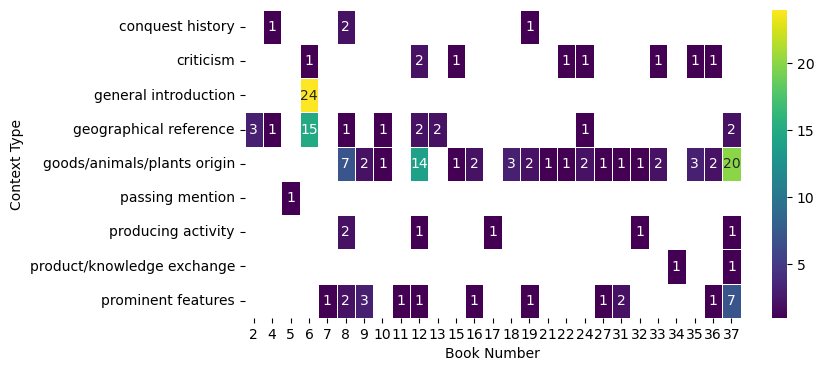 conquest history 1 2 1
criticism 1 2 1 1 1 1 1 1
general introduction 24
geographical reference 3 1 15 1 1 2 2 1 2
goods/animals/plants origin 7 2 1 14 1 2 3 2 1 1 2 1 1 1 2 3 2 20
passing mention 1
producing activity 2 1 1 1 1
product/knowledge exchange 1 1
prominent features 1 2 3 1 1 1 1 1 2 1 7
2 4 5 6 7 8 9 10 11 12 13 15 16 17 18 19 21 22 24 27 31 32 33 34 35 36 37
Book Number
Context Type
20
15
10
5